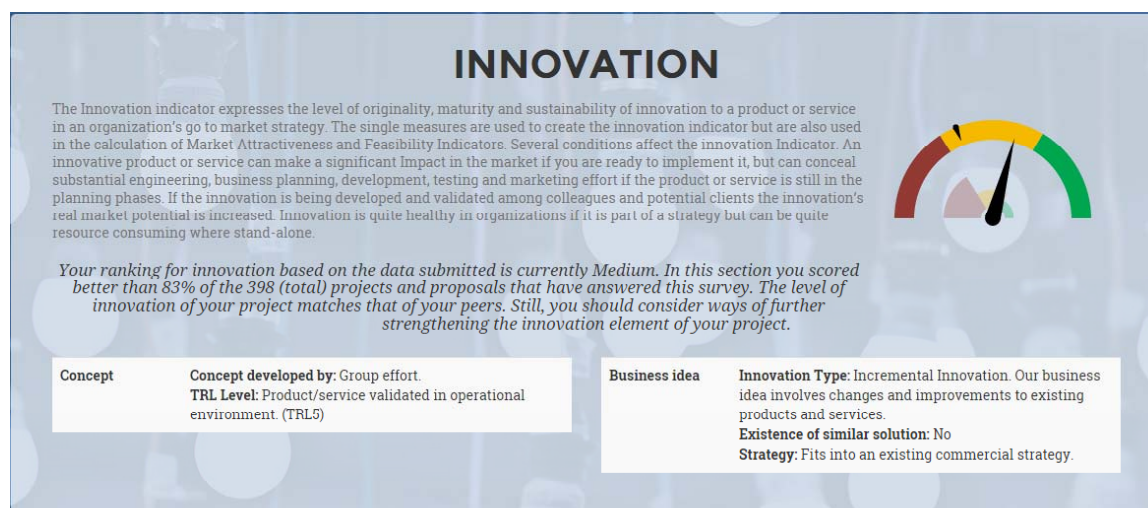 INNOVATION
The Innovation indicator expresses the level of originality, maturity and sustainability of innovation to a product or service
in an organization's go to market strategy. The single measures are used to create the innovation indicator but are also used
in the calculation of Market Attractiveness and Feasibility Indicators. Several conditions affect the innovation Indicator. An
innovative product or service can make a significant Impact in the market if you are ready to implement it, but can conceal
substantial engineering, business planning, development, testing and marketing effort if the product or service is still in the
planning phases. If the innovation is being developed and validated among colleagues and potential clients the innovation's
real market potential is increased. Innovation is quite healthy in organizations if it is part of a strategy but can be quite
resource consuming where stand-alone.
Your ranking for innovation based on the data submitted is currently Medium. In this section you scored
better than 83% of the 398 (total) projects and proposals that have answered this survey. The level of
innovation of your project matches that of your peers. Still, you should consider ways of further
strengthening the innovation element of your project.
Concept
Concept developed by: Group effort.
TRL Level: Product/service validated in operational
environment. (TRL5)
Business idea
Innovation Type: Incremental Innovation. Our business
idea involves changes and improvements to existing
products and services.
Existence of similar solution: No
Strategy: Fits into an existing commercial strategy.